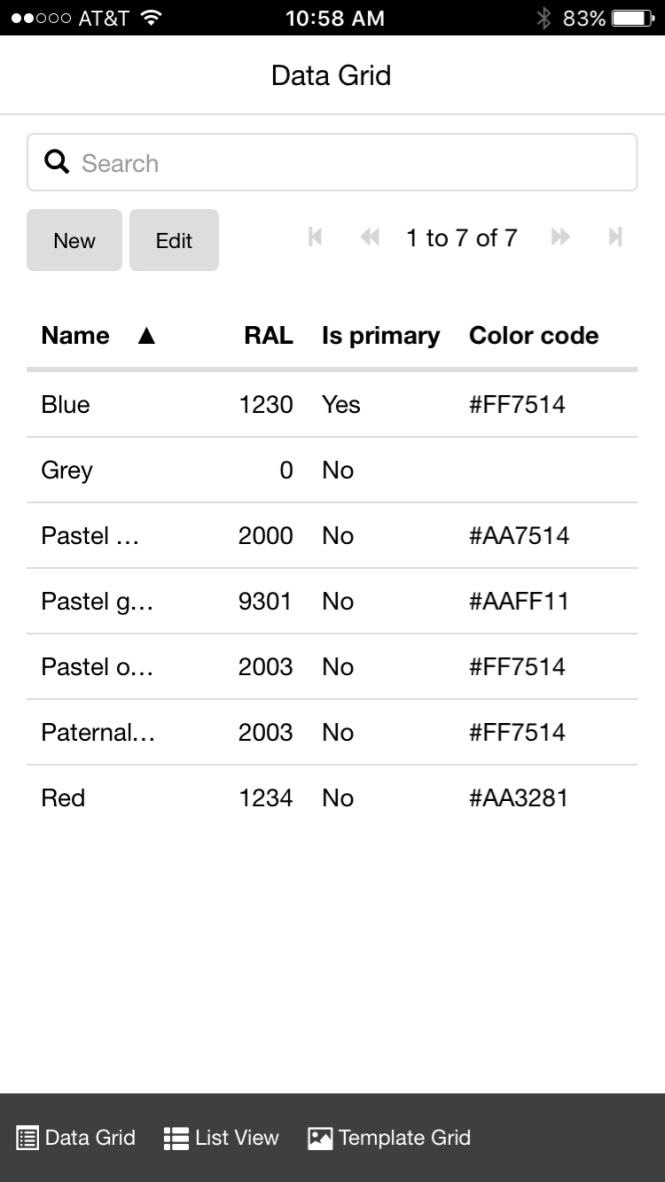 AT&T 10:58 AM 83%
Data Grid
Search
New Edit 1 to 7 of 7
Name ▲ RAL Is primary Color code
Blue 1230 Yes #FF7514
Grey 0 No
Pastel ... 2000 No #AA7514
Pastel g... 9301 No #AAFF11
Pastel o... 2003 No #FF7514
Paternal... 2003 No #FF7514
Red 1234 No #AA3281
Data Grid List View Template Grid